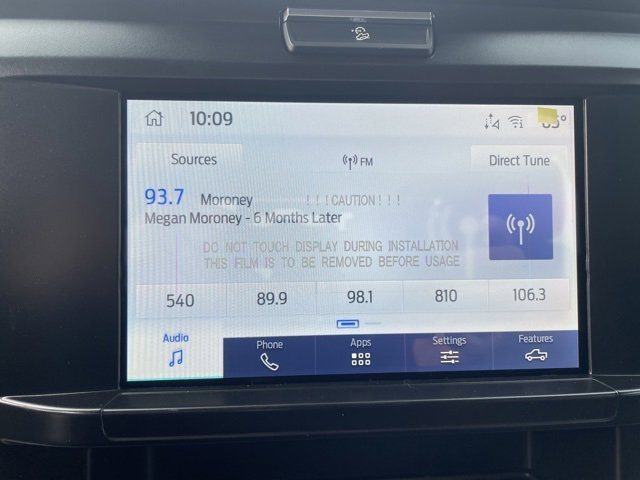 10:09
Sources
FM
Direct Tune
93.7 Moroney
!!!CAUTION!!!
Megan Moroney - 6 Months Later
DO NOT TOUCH DISPLAY DURING INSTALLATION
THIS FILM IS TO BE REMOVED BEFORE USAGE
540 89.9 98.1 810 106.3
Audio Phone Apps Settings Features